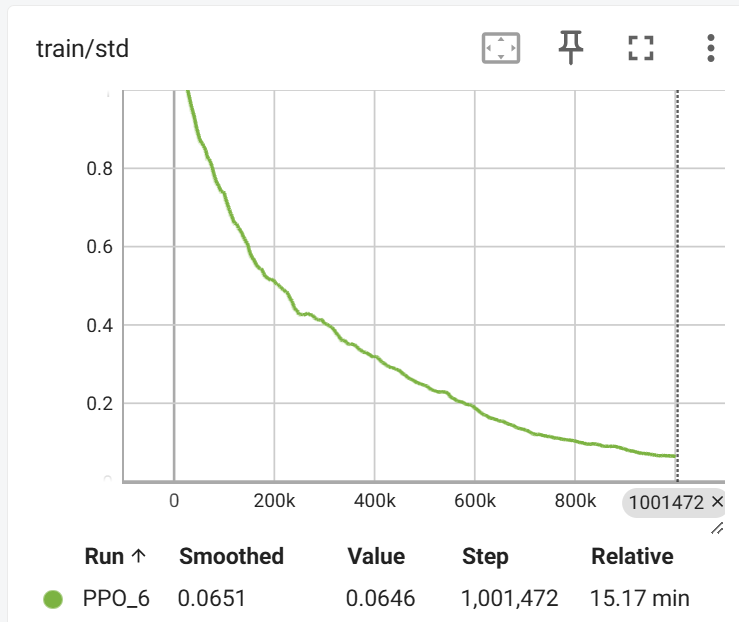 train/std
0.8
0.6
0.4
0.2
0 200k 400k 600k 800k 1001472 ×
Run ↑ Smoothed Value Step Relative
PPO_6 0.0651 0.0646 1,001,472 15.17 min